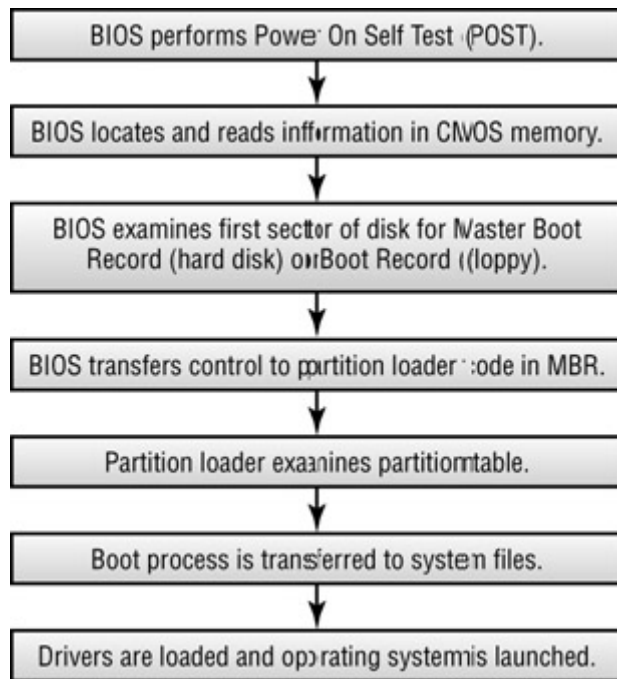 BIOS performs Power On Self Test (POST).
BIOS locates and reads information in CMOS memory.
BIOS examines first sector of disk for Master Boot
Record (hard disk) or Boot Record (floppy).
BIOS transfers control to partition loader code in MBR.
Partition loader examines partition table.
Boot process is transferred to system files.
Drivers are loaded and operating system is launched.